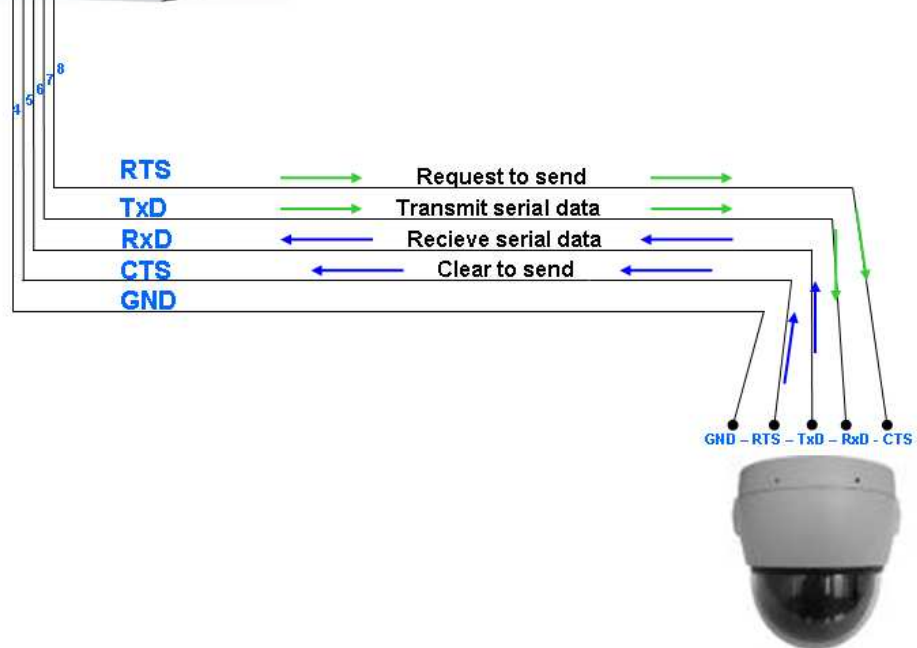 8
7
6
5
4
RTS Request to send
TxD Transmit serial data
RxD Recieve serial data
CTS Clear to send
GND
GND – RTS – TxD – RxD - CTS